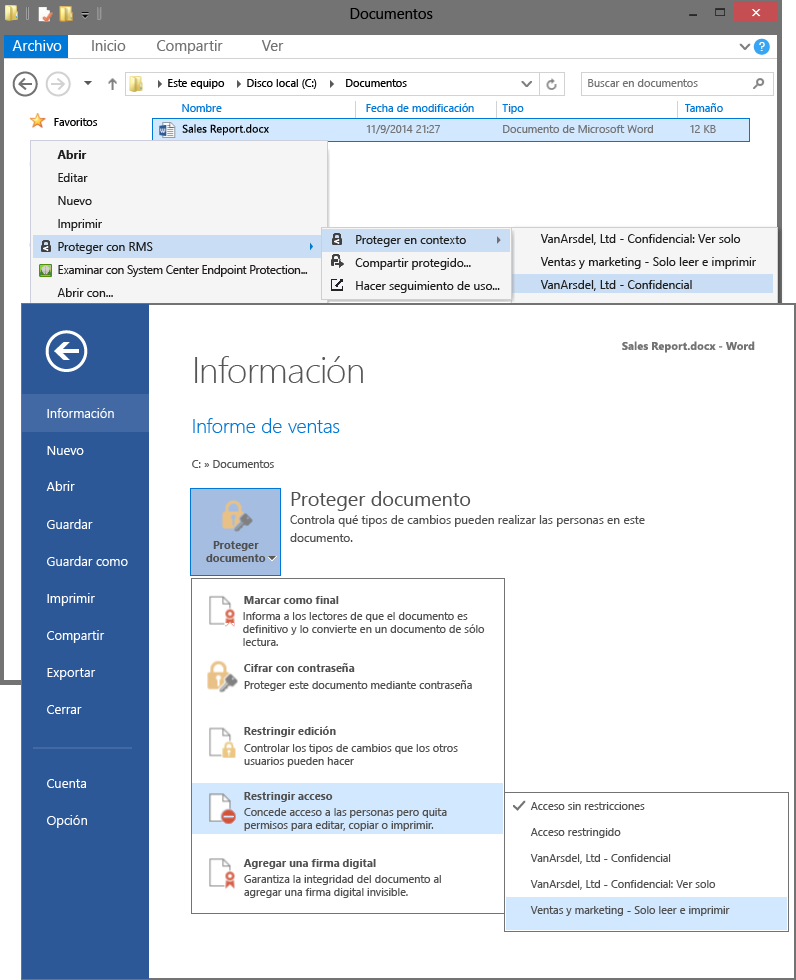 Documentos
Archivo Inicio Compartir Ver
Este equipo Disco local (C:) Documentos Buscar en documentos
Nombre Fecha de modificación Tipo Tamaño
Favoritos
Sales Report.docx 11/9/2014 21:27 Documento de Microsoft Word 12 KB
Abrir
Editar
Nuevo
Imprimir
Proteger con RMS
Examinar con System Center Endpoint Protection...
Abrir con...
Proteger en contexto
Compartir protegido...
Hacer seguimiento de uso...
VanArsdel, Ltd - Confidencial: Ver solo
Ventas y marketing - Solo leer e imprimir
VanArsdel, Ltd - Confidencial
Sales Report.docx - Word
Información
Nuevo
Abrir
Guardar
Guardar como
Imprimir
Compartir
Exportar
Cerrar
Cuenta
Opción
Información
Informe de ventas
C: » Documentos
Proteger
documento
Proteger documento
Controla qué tipos de cambios pueden realizar las personas en este
documento.
Marcar como final
Informa a los lectores de que el documento es
definitivo y lo convierte en un documento de sólo
lectura.
Cifrar con contraseña
Proteger este documento mediante contraseña
Restringir edición
Controlar los tipos de cambios que los otros
usuarios pueden hacer
Restringir acceso
Concede acceso a las personas pero quita
permisos para editar, copiar o imprimir.
Agregar una firma digital
Garantiza la integridad del documento al
agregar una firma digital invisible.
Acceso sin restricciones
Acceso restringido
VanArsdel, Ltd - Confidencial
VanArsdel, Ltd - Confidencial: Ver solo
Ventas y marketing - Solo leer e imprimir